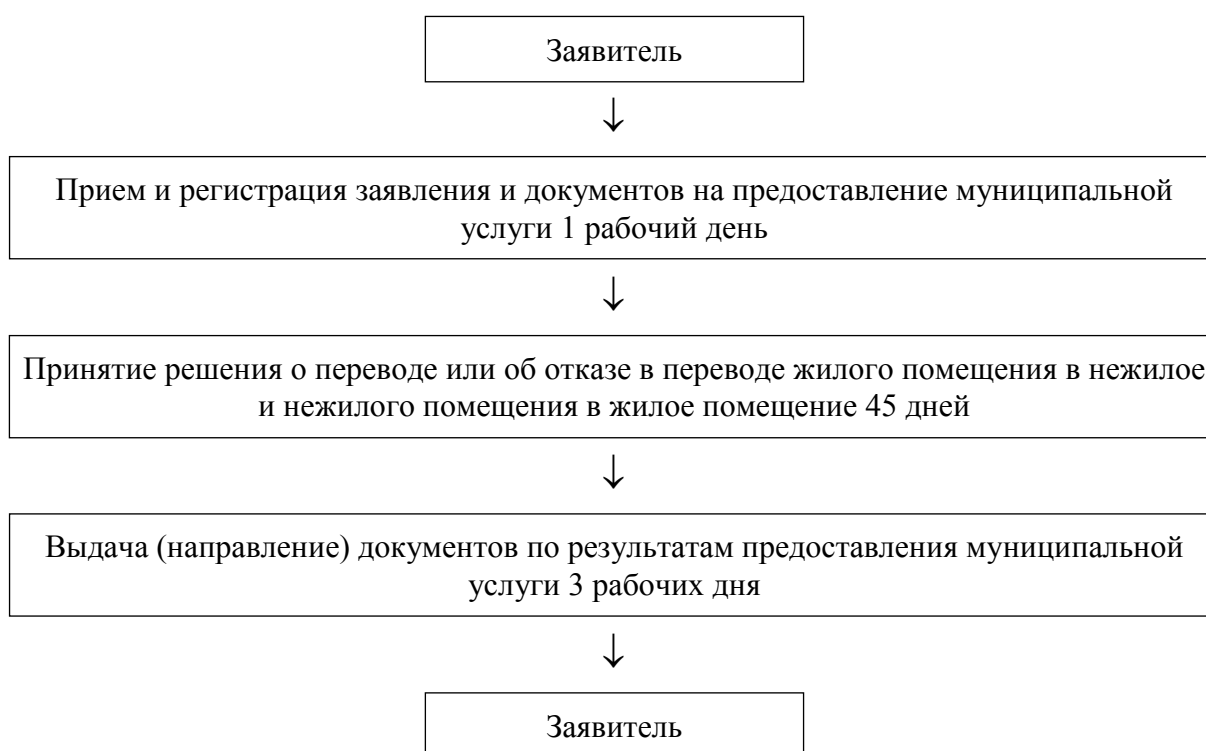 Заявитель
Прием и регистрация заявления и документов на предоставление муниципальной
услуги 1 рабочий день
Принятие решения о переводе или об отказе в переводе жилого помещения в нежилое
и нежилого помещения в жилое помещение 45 дней
Выдача (направление) документов по результатам предоставления муниципальной
услуги 3 рабочих дня
Заявитель